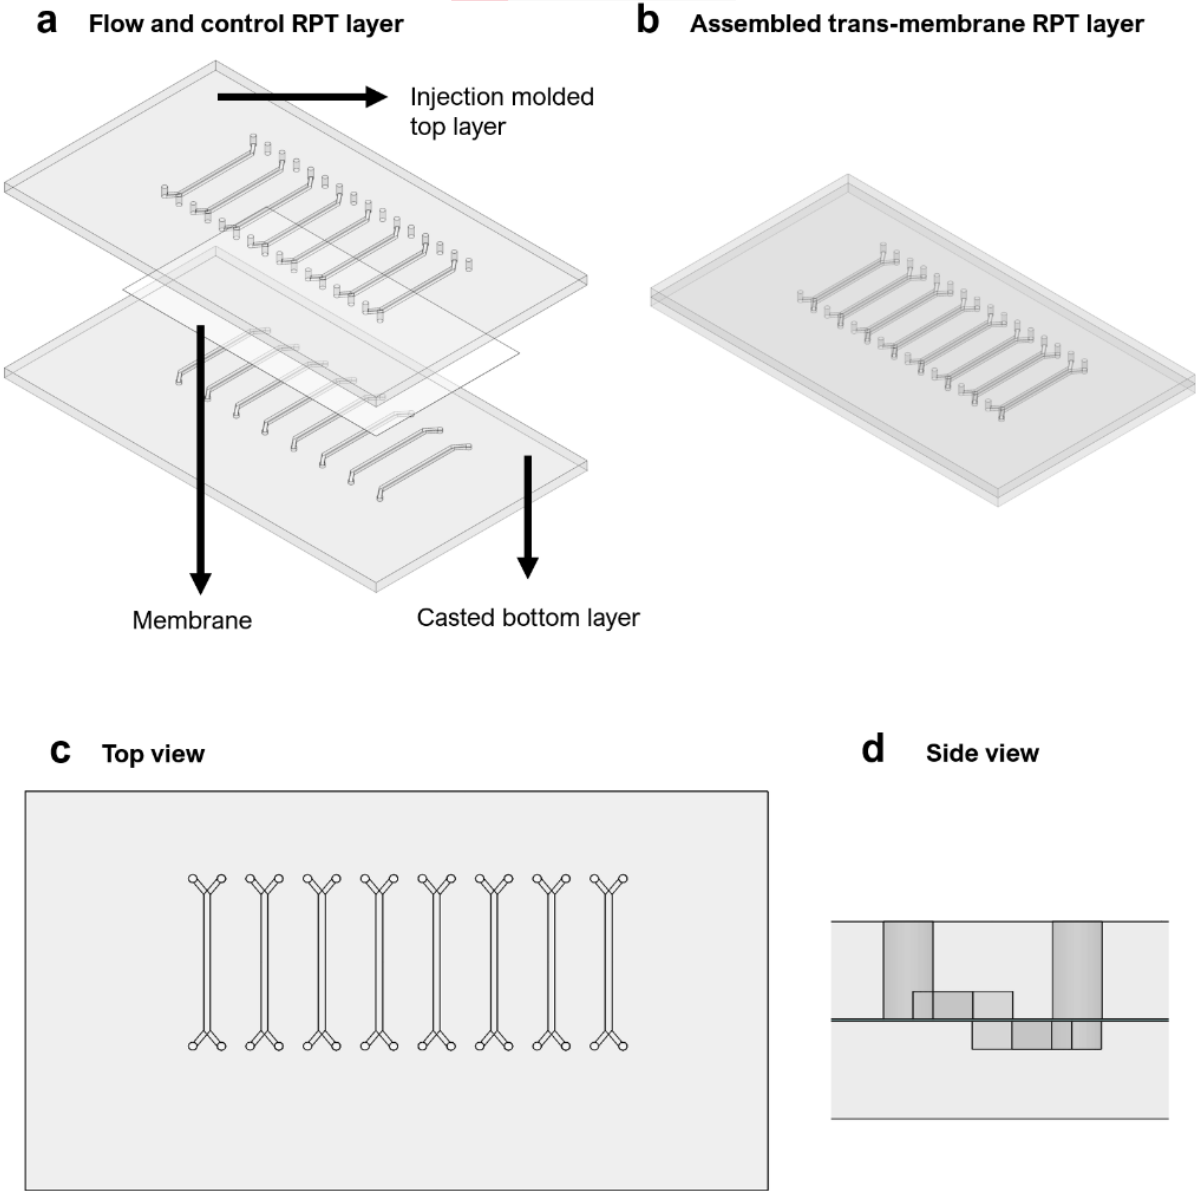 a Flow and control RPT layer
b Assembled trans-membrane RPT layer
Injection molded
top layer
Membrane
Casted bottom layer
c Top view
d Side view